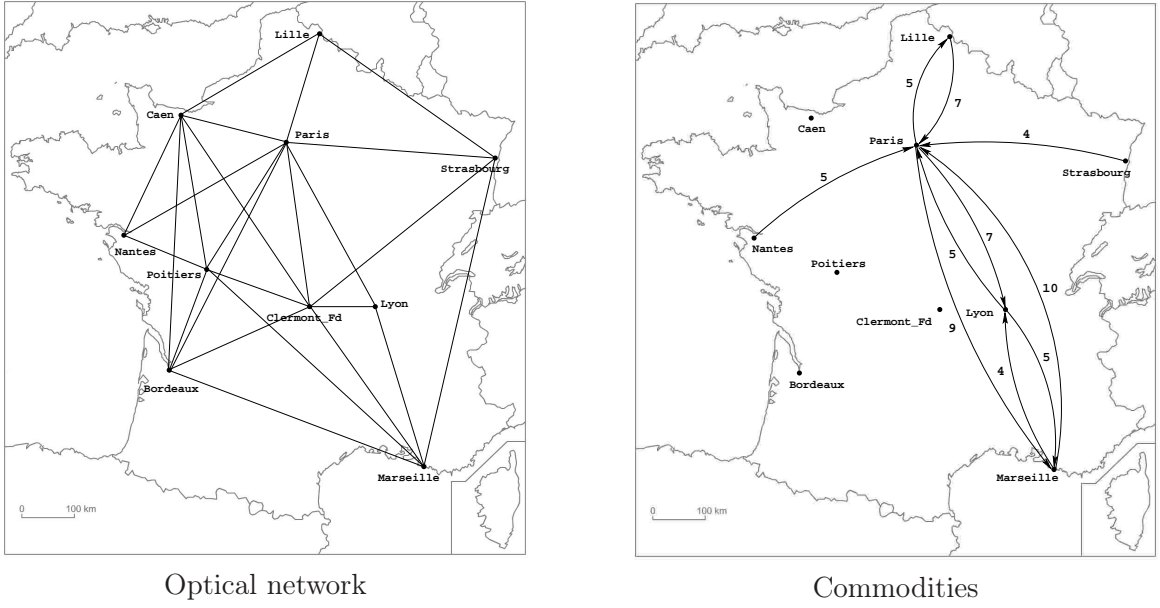 Lille
Caen
Paris
Strasbourg
Nantes
Poitiers
Lyon
Clermont_Fd
Bordeaux
Marseille
0 100 km
Optical network
Lille
5
7
Caen
Paris
4
Strasbourg
5
Nantes
7
Poitiers
5
10
Clermont_Fd
Lyon
9
5
4
Bordeaux
Marseille
0 100 km
Commodities